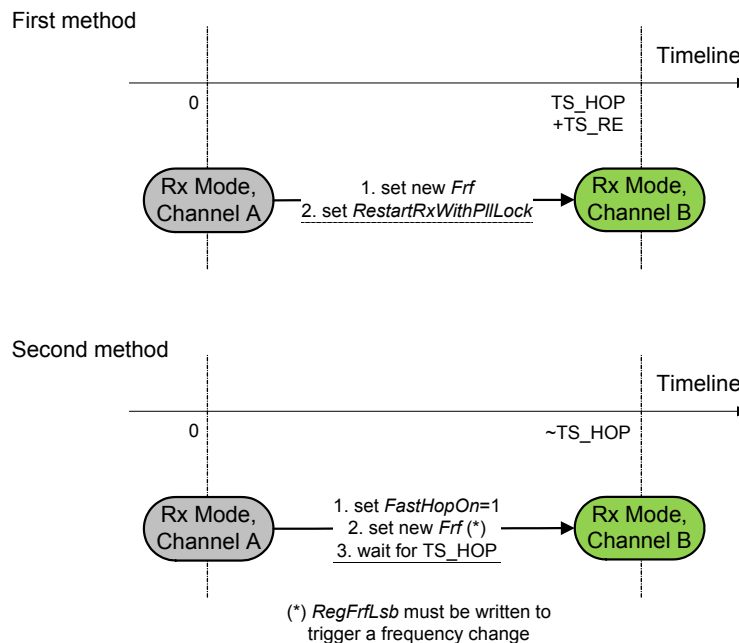 First method
Timeline
0
TS_HOP
+TS_RE
Rx Mode,
Channel A
1. set new Frf
2. set RestartRxWithPllLock
Rx Mode,
Channel B
Second method
Timeline
0
~TS_HOP
Rx Mode,
Channel A
1. set FastHopOn=1
2. set new Frf (*)
3. wait for TS_HOP
Rx Mode,
Channel B
(*) RegFrfLsb must be written to
trigger a frequency change